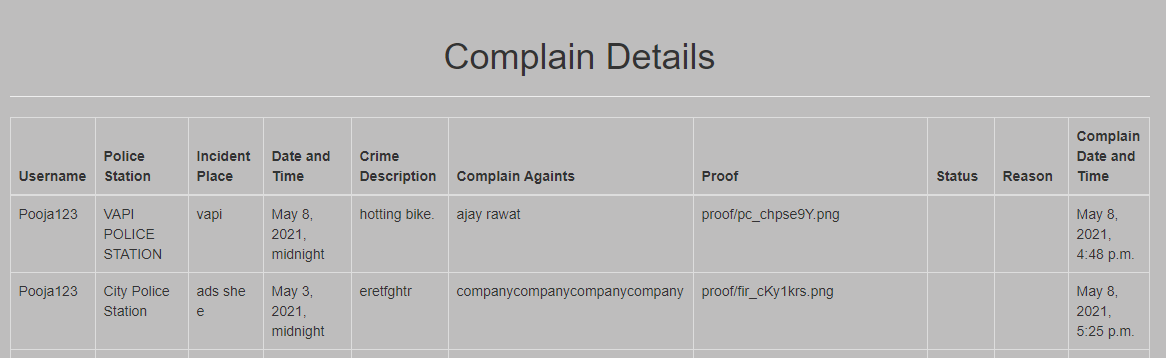 Complain Details
Username Police Station Incident Place Date and Time Crime Description Complain Againts Proof Status Reason Complain Date and Time
Pooja123 VAPI POLICE STATION vapi May 8, 2021, midnight hotting bike. ajay rawat proof/pc_chpse9Y.png May 8, 2021, 4:48 p.m.
Pooja123 City Police Station ads she e May 3, 2021, midnight eretfghtr companycompanycompanycompany proof/fir_cKy1krs.png May 8, 2021, 5:25 p.m.